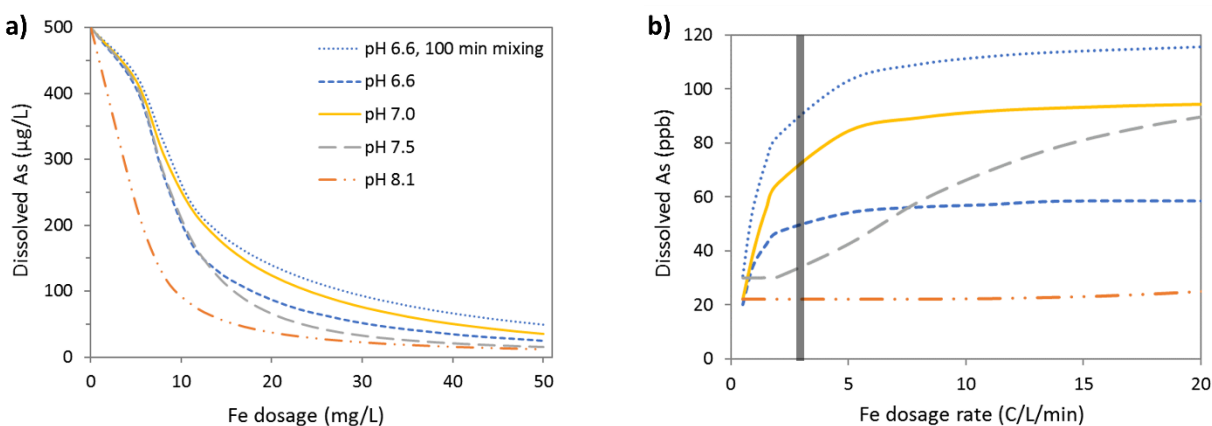 a)
Dissolved As (µg/L)
500
400
300
200
100
0
0 10 20 30 40 50
Fe dosage (mg/L)
pH 6.6, 100 min mixing
pH 6.6
pH 7.0
pH 7.5
pH 8.1
b)
Dissolved As (ppb)
120
100
80
60
40
20
0
0 5 10 15 20
Fe dosage rate (C/L/min)